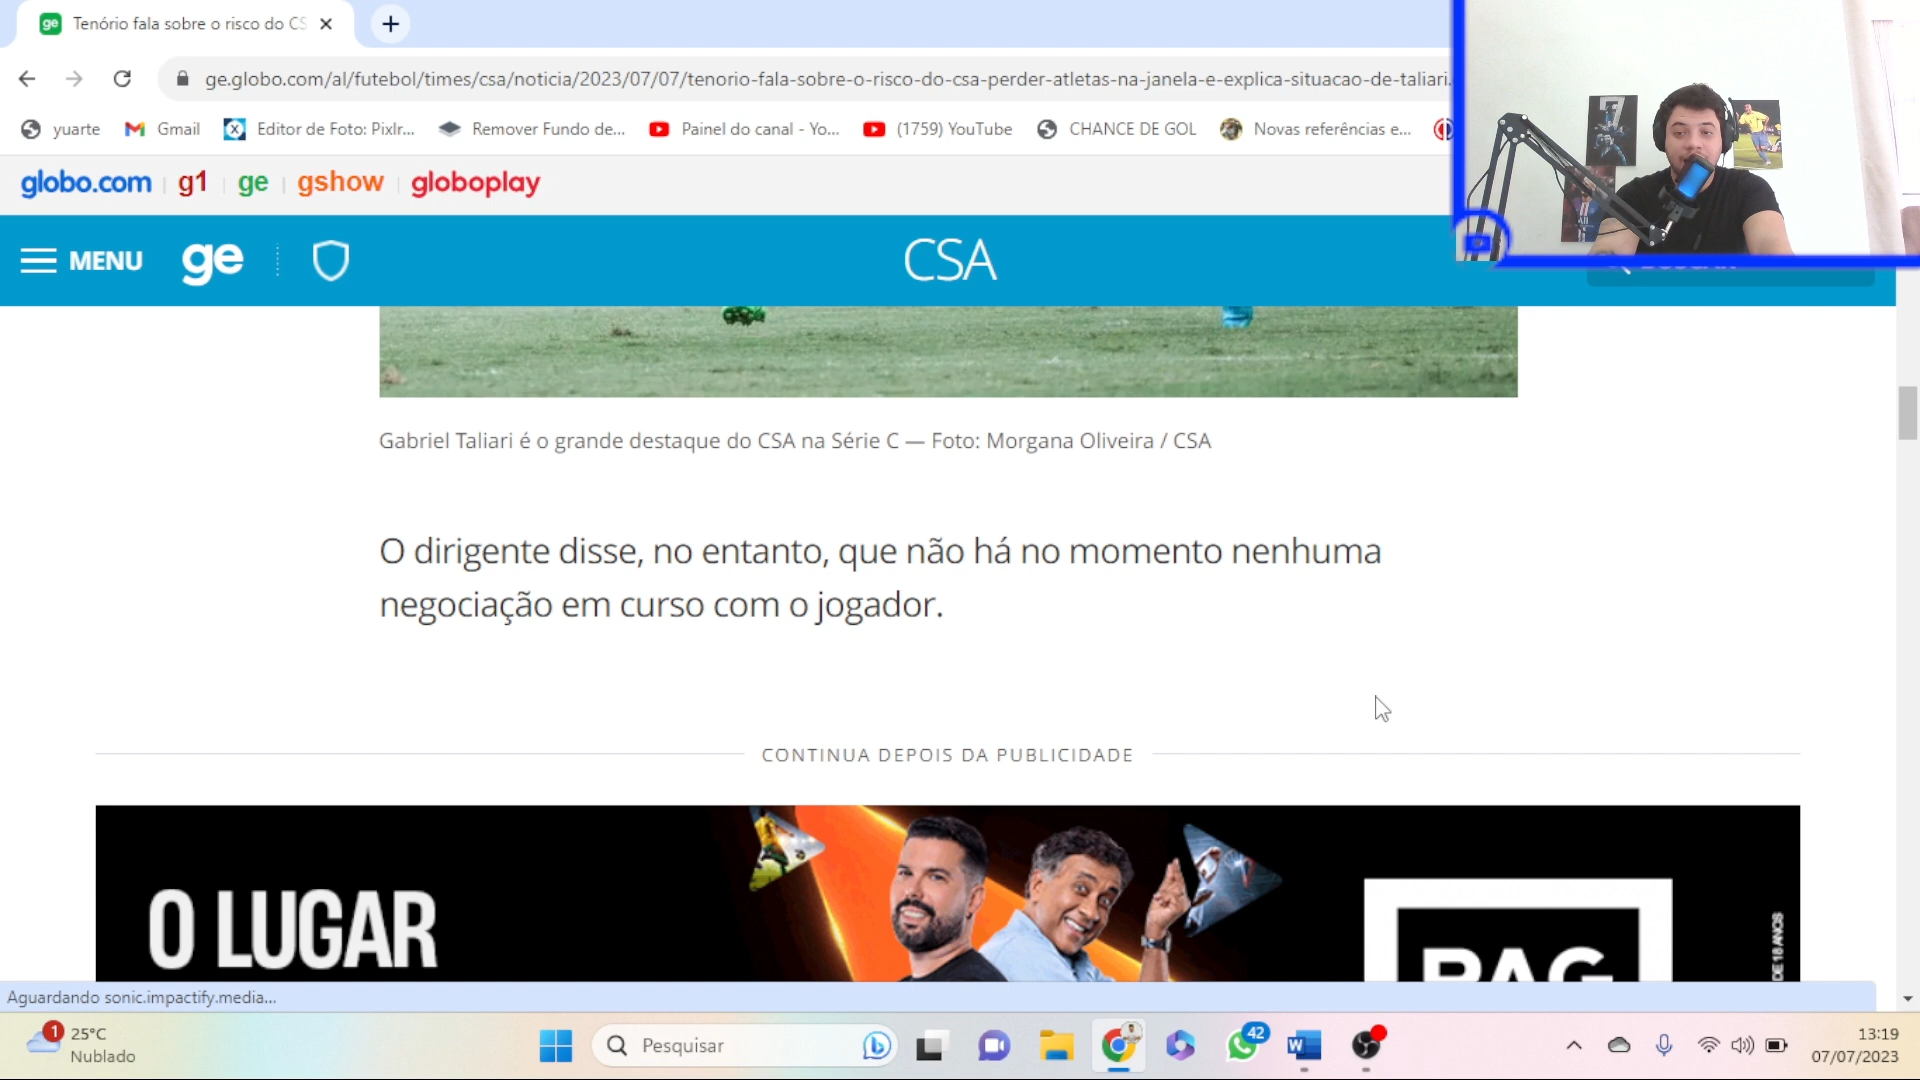 ge Tenório fala sobre o risco do CS
ge.globo.com/al/futebol/times/csa/noticia/2023/07/07/tenorio-fala-sobre-o-risco-do-csa-perder-atletas-na-janela-e-explica-situacao-de-taliari.
yuarte
Gmail
Editor de Foto: Pixlr...
Remover Fundo de...
Painel do canal - Yo...
(1759) YouTube
CHANCE DE GOL
Novas referências e...
globo.com g1 ge gshow globoplay
MENU ge CSA
Gabriel Taliari é o grande destaque do CSA na Série C — Foto: Morgana Oliveira / CSA
O dirigente disse, no entanto, que não há no momento nenhuma
negociação em curso com o jogador.
CONTINUA DEPOIS DA PUBLICIDADE
O LUGAR
DE 18 ANOS
Aguardando sonic.impactify.media...
1
25°C
Nublado
Pesquisar
42
13:19
07/07/2023